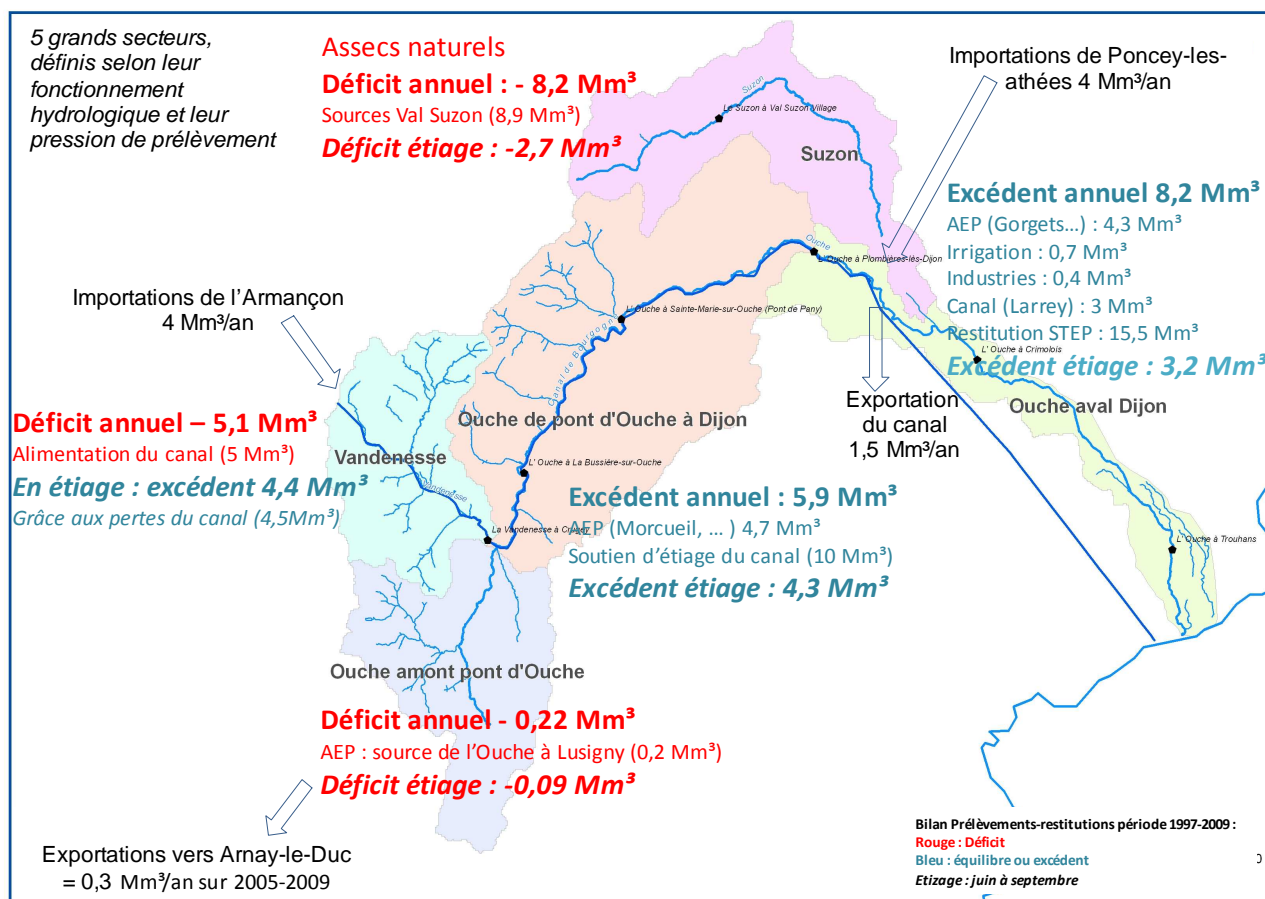 5 grands secteurs,
définis selon leur
fonctionnement
hydrologique et leur
pression de prélèvement
Assecs naturels
Déficit annuel : - 8,2 Mm³
Sources Val Suzon (8,9 Mm³)
Déficit étiage : -2,7 Mm³
Suzon
Le Suzon à Val Suzon Village
Suzon
Importations de Poncey-les-
athées 4 Mm³/an
Excédent annuel 8,2 Mm³
AEP (Gorgets…) : 4,3 Mm³
Irrigation : 0,7 Mm³
Industries : 0,4 Mm³
Canal (Larrey) : 3 Mm³
Restitution STEP : 15,5 Mm³
Excédent étiage : 3,2 Mm³
Ouche
L'Ouche à Plombières-lès-Dijon
L'Ouche à Crimolois
Ouche aval Dijon
L'Ouche à Trouhans
Exportation
du canal
1,5 Mm³/an
Importations de l'Armançon
4 Mm³/an
L'Ouche à Sainte-Marie-sur-Ouche (Pont de Pany)
Canal de Bourgogne
Ouche de pont d'Ouche à Dijon
L' Ouche à La Bussière-sur-Ouche
Déficit annuel – 5,1 Mm³
Alimentation du canal (5 Mm³)
En étiage : excédent 4,4 Mm³
Grâce aux pertes du canal (4,5Mm³)
Vandenesse
Vandenesse
La Vandenesse à Crugey
Excédent annuel : 5,9 Mm³
AEP (Morcueil, … ) 4,7 Mm³
Soutien d'étiage du canal (10 Mm³)
Excédent étiage : 4,3 Mm³
Ouche amont pont d'Ouche
Déficit annuel - 0,22 Mm³
AEP : source de l'Ouche à Lusigny (0,2 Mm³)
Déficit étiage : -0,09 Mm³
Exportations vers Arnay-le-Duc
= 0,3 Mm³/an sur 2005-2009
Bilan Prélèvements-restitutions période 1997-2009 :
Rouge : Déficit
Bleu : équilibre ou excédent
Etizage : juin à septembre